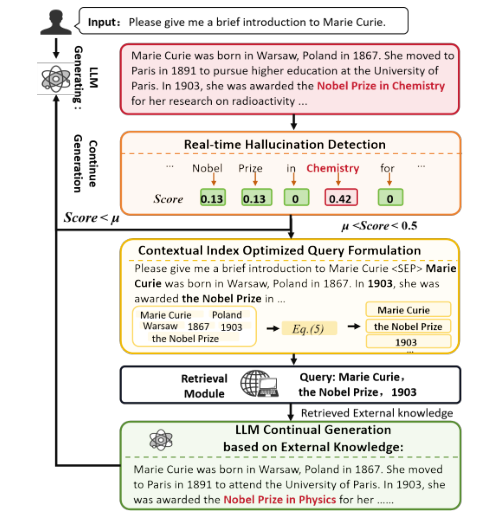 Input: Please give me a brief introduction to Marie Curie.
LLM
Generating:
Marie Curie was born in Warsaw, Poland in 1867. She moved to
Paris in 1891 to pursue higher education at the University of
Paris. In 1903, she was awarded the Nobel Prize in Chemistry
for her research on radioactivity ...
Continue
Generation
Real-time Hallucination Detection
... Nobel Prize in Chemistry for ...
Score 0.13 0.13 0 0.42 0
Score < μ
μ <Score< 0.5
Contextual Index Optimized Query Formulation
Please give me a brief introduction to Marie Curie <SEP> Marie
Curie was born in Warsaw, Poland in 1867. In 1903, she was
awarded the Nobel Prize in ...
Marie Curie Poland
Warsaw 1867 1903
the Nobel Prize
Eq.(5)
Marie Curie
the Nobel Prize
1903
...
Retrieval
Module
Query: Marie Curie,
the Nobel Prize, 1903
Retrieved External knowledge
LLM Continual Generation
based on External Knowledge:
Marie Curie was born in Warsaw, Poland in 1867. She moved
to Paris in 1891 to attend the University of Paris. In 1903, she
was awarded the Nobel Prize in Physics for her ......